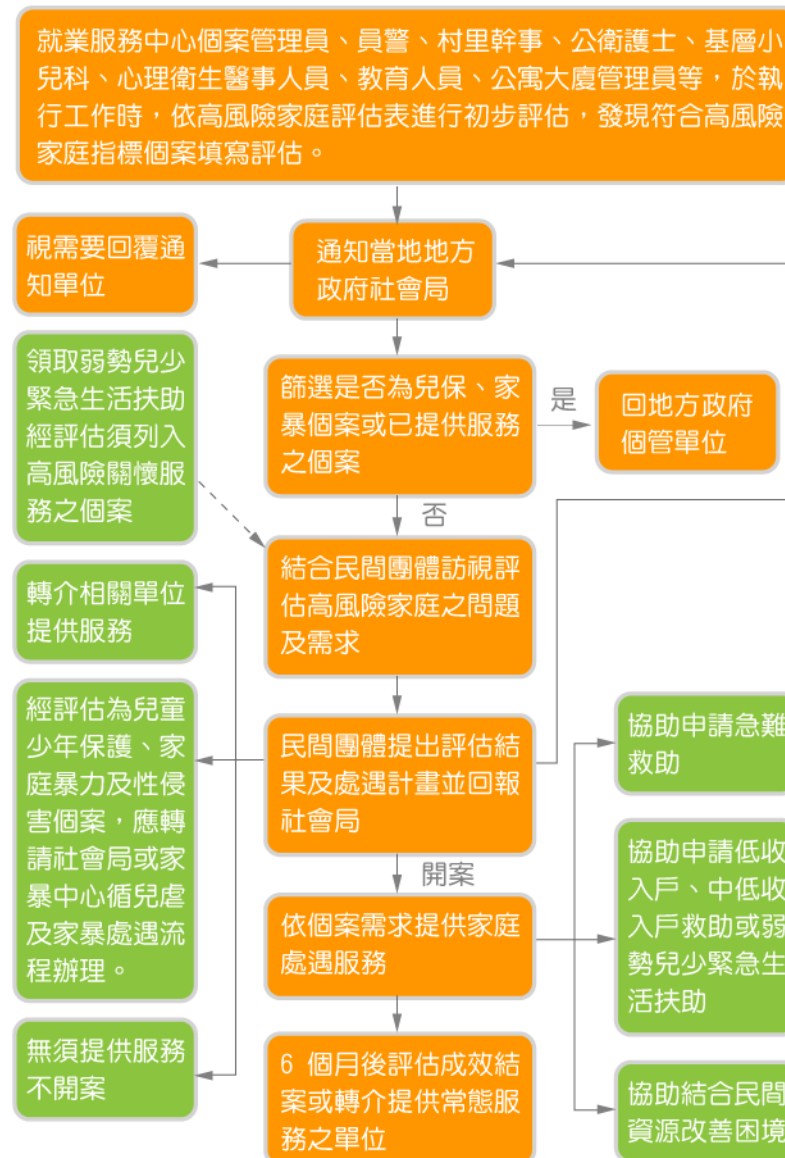 就業服務中心個案管理員、員警、村里幹事、公衛護士、基層小
兒科、心理衛生醫事人員、教育人員、公寓大廈管理員等，於執
行工作時，依高風險家庭評估表進行初步評估，發現符合高風險
家庭指標個案填寫評估。
視需要回覆通
知單位
通知當地地方
政府社會局
領取弱勢兒少
緊急生活扶助
經評估須列入
高風險關懷服
務之個案
篩選是否為兒保、家
暴個案或已提供服務
之個案
是
回地方政府
個管單位
否
結合民間團體訪視評
估高風險家庭之問題
及需求
轉介相關單位
提供服務
經評估為兒童
少年保護、家
庭暴力及性侵
害個案，應轉
請社會局或家
暴中心循兒虐
及家暴處遇流
程辦理。
民間團體提出評估結
果及處遇計畫並回報
社會局
協助申請急難
救助
開案
依個案需求提供家庭
處遇服務
協助申請低收
入戶、中低收
入戶救助或弱
勢兒少緊急生
活扶助
無須提供服務
不開案
6 個月後評估成效結
案或轉介提供常態服
務之單位
協助結合民間
資源改善困境